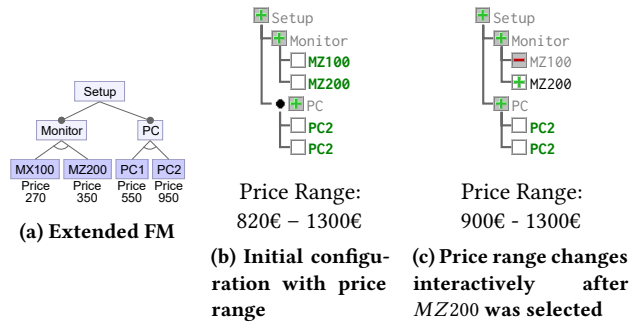 Setup
Monitor PC
MX100 MZ200 PC1 PC2
Price Price Price Price
270 350 550 950
(a) Extended FM
Setup
Monitor
MZ100
MZ200
PC
PC2
PC2
Price Range:
820€ – 1300€
(b) Initial configu-
ration with price
range
Setup
Monitor
MZ100
MZ200
PC
PC2
PC2
Price Range:
900€ - 1300€
(c) Price range changes
interactively after
MZ200 was selected